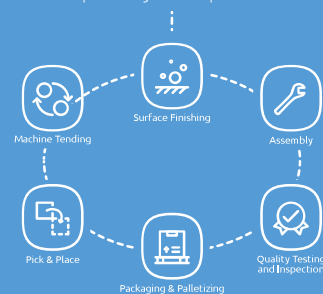 Surface Finishing
Machine Tending
Assembly
Pick & Place
Quality Testing
and Inspection
Packaging & Palletizing